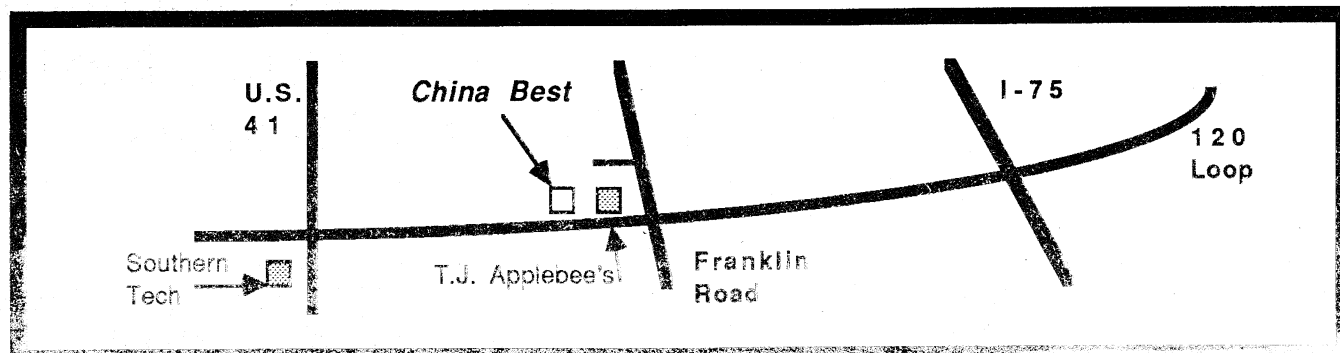 U.S.
41
China Best
I-75
120
Loop
Southern
Tech
T.J. Applebee's
Franklin
Road